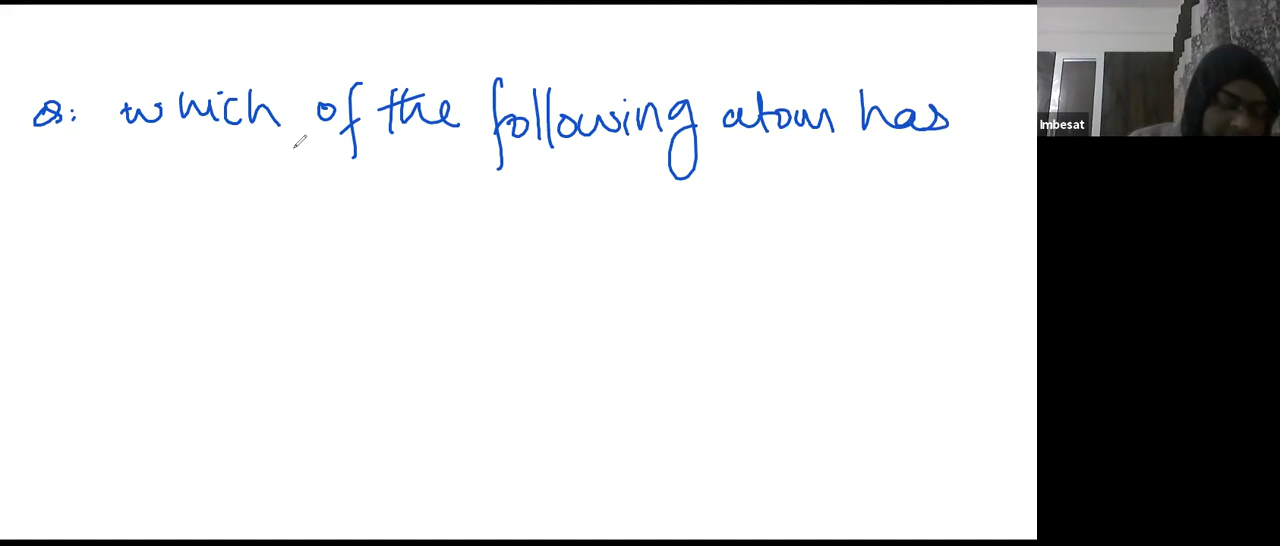 Q: which of the following atom has
Imbesat